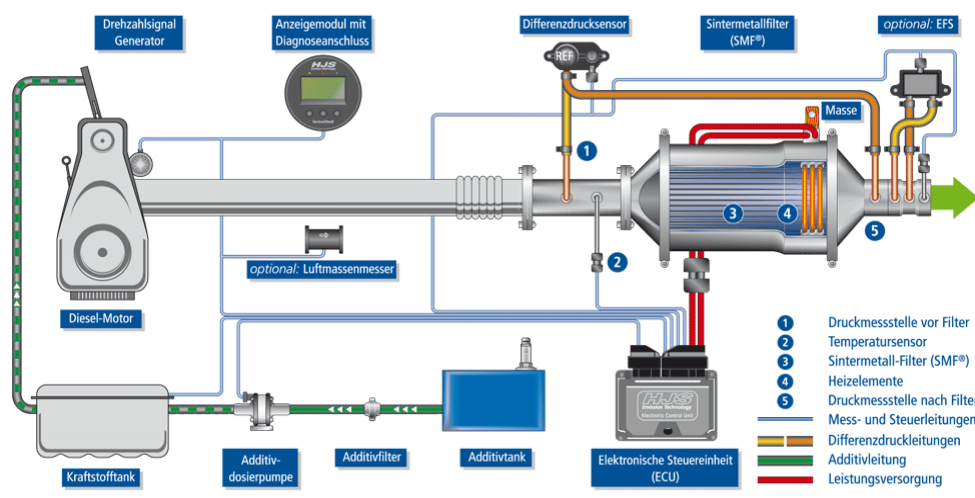 Drehzahlsignal
Generator
Anzeigemodul mit
Diagnoseanschluss
Differenzdrucksensor
Sintermetallfilter
(SMF®)
optional: EFS
HJS
Emission Technology
REF
Masse
1
2
3
4
5
optional: Luftmassenmesser
Diesel-Motor
1 Druckmessstelle vor Filter
2 Temperatursensor
3 Sintermetall-Filter (SMF®)
4 Heizelemente
5 Druckmessstelle nach Filter
Mess- und Steuerleitungen
Differenzdruckleitungen
Additivleitung
Leistungsversorgung
HJS
Emission Technology
Electronic Control Unit
Kraftstofftank
Additiv-
dosierpumpe
Additivfilter
Additivtank
Elektronische Steuereinheit
(ECU)